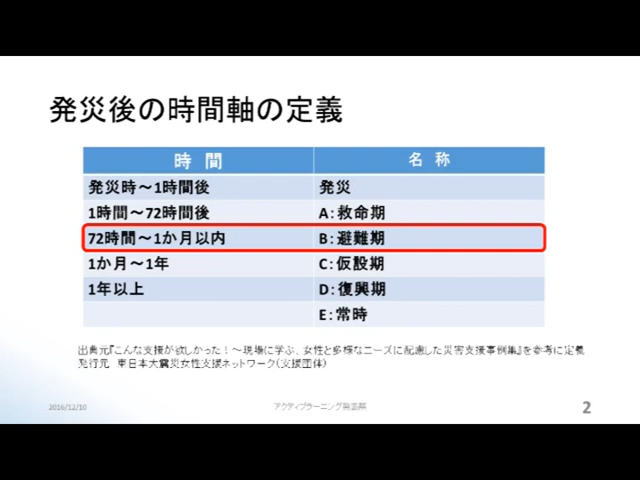 発災後の時間軸の定義
時 間 名 称
発災時～1時間後 発災
1時間～72時間後 A：救命期
72時間～1か月以内 B：避難期
1か月～1年 C：仮設期
1年以上 D：復興期
E：常時
出典元『こんな支援が欲しかった！～現場に学ぶ、女性と多様なニーズに配慮した災害支援事例集』を参考に定義
発行元 東日本大震災女性支援ネットワーク（支援団体）
2016/12/10
アクティブラーニング発表祭
2